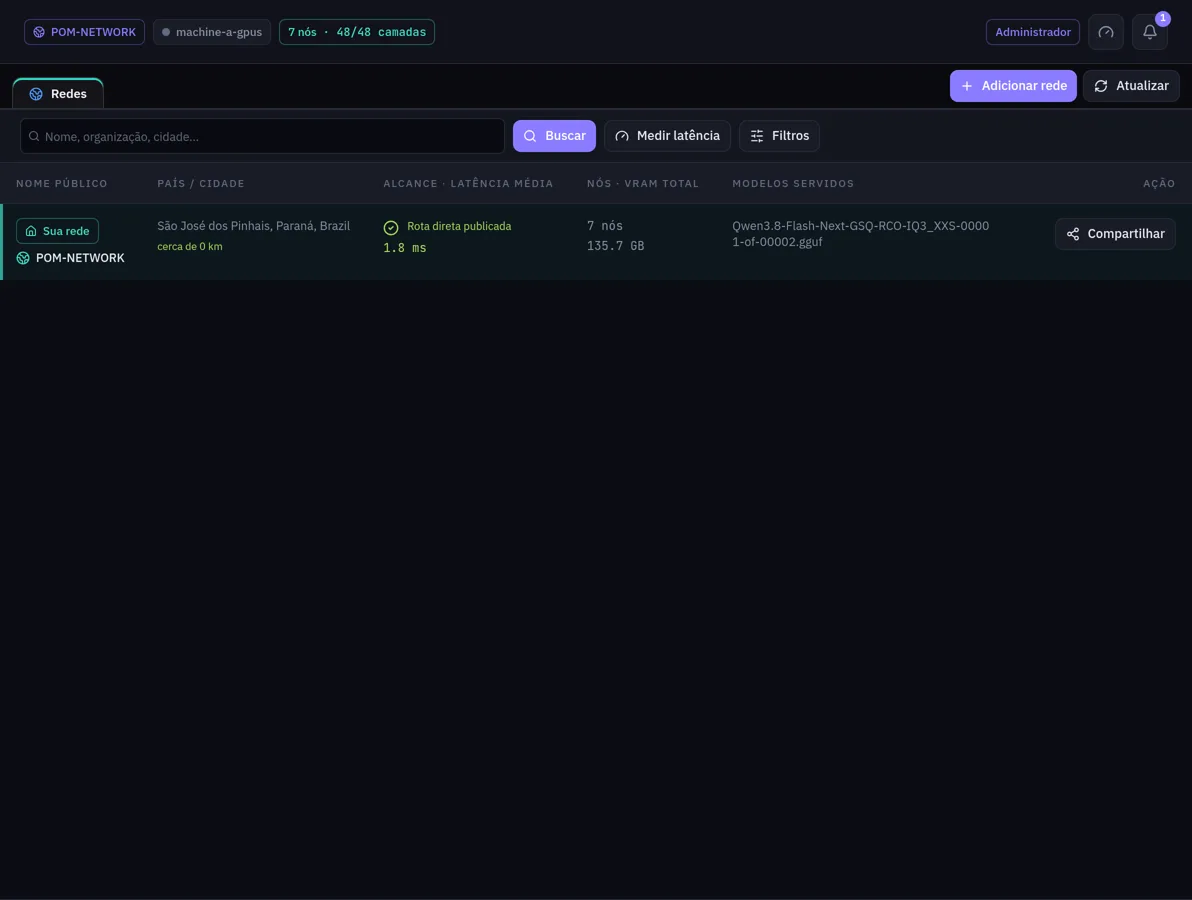 POM-NETWORK
machine-a-gpus
7 nós · 48/48 camadas
Administrador
1
Redes
Adicionar rede
Atualizar
Nome, organização, cidade...
Buscar
Medir latência
Filtros
NOME PÚBLICO
PAÍS / CIDADE
ALCANCE · LATÊNCIA MÉDIA
NÓS · VRAM TOTAL
MODELOS SERVIDOS
AÇÃO
Sua rede
POM-NETWORK
São José dos Pinhais, Paraná, Brazil
cerca de 0 km
Rota direta publicada
1.8 ms
7 nós
135.7 GB
Qwen3.8-Flash-Next-GSQ-RCO-IQ3_XXS-0000
1-of-00002.gguf
Compartilhar